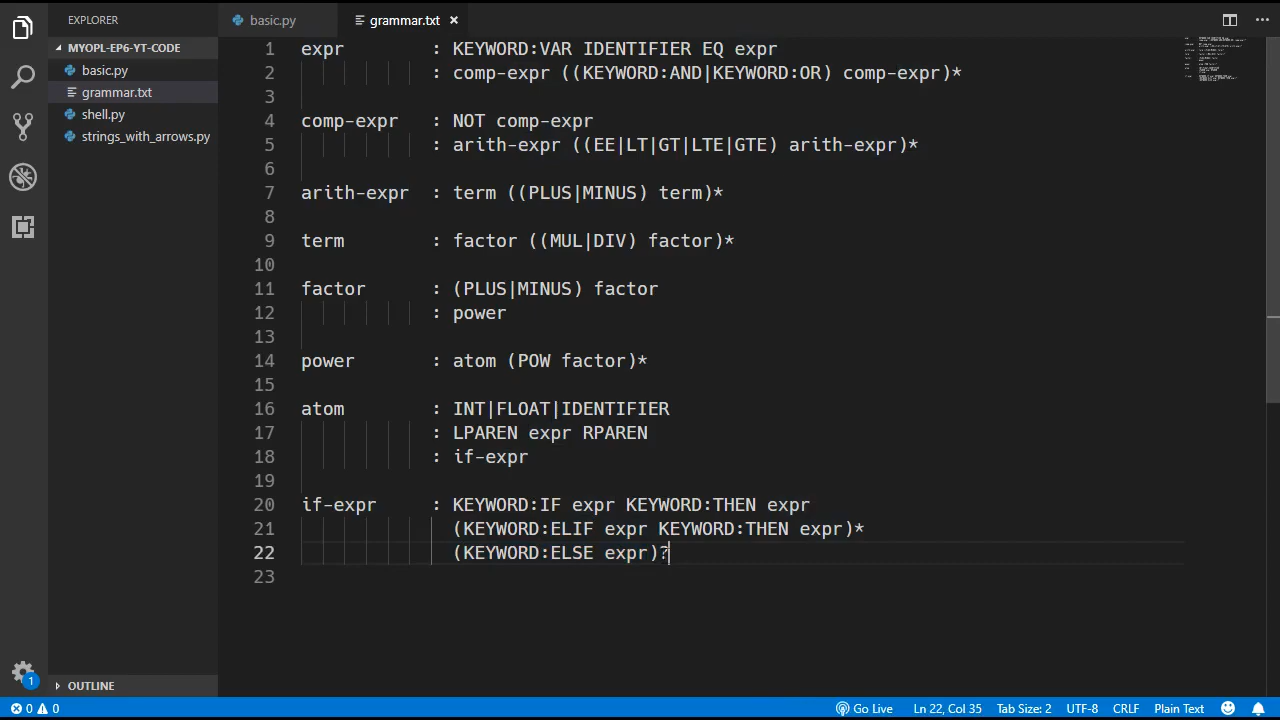 EXPLORER
basic.py
grammar.txt ×
MYOPL-EP6-YT-CODE
basic.py
grammar.txt
shell.py
strings_with_arrows.py
1 expr : KEYWORD:VAR IDENTIFIER EQ expr
2 : comp-expr ((KEYWORD:AND|KEYWORD:OR) comp-expr)*
3
4 comp-expr : NOT comp-expr
5 : arith-expr ((EE|LT|GT|LTE|GTE) arith-expr)*
6
7 arith-expr : term ((PLUS|MINUS) term)*
8
9 term : factor ((MUL|DIV) factor)*
10
11 factor : (PLUS|MINUS) factor
12 : power
13
14 power : atom (POW factor)*
15
16 atom : INT|FLOAT|IDENTIFIER
17 : LPAREN expr RPAREN
18 : if-expr
19
20 if-expr : KEYWORD:IF expr KEYWORD:THEN expr
21 (KEYWORD:ELIF expr KEYWORD:THEN expr)*
22 (KEYWORD:ELSE expr)?
23
1
OUTLINE
0 0 Go Live Ln 22, Col 35 Tab Size: 2 UTF-8 CRLF Plain Text